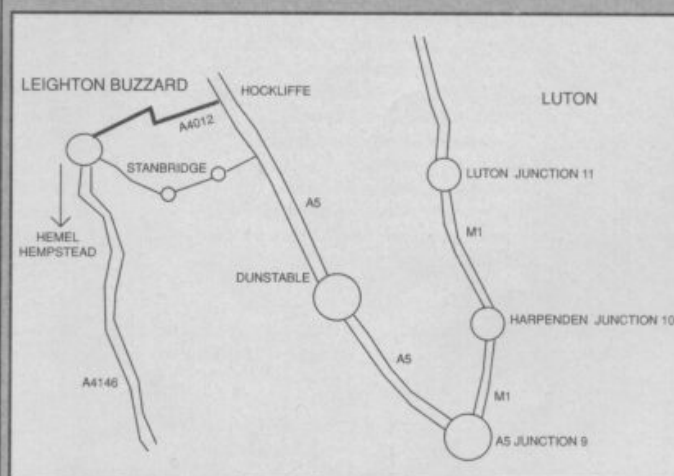 LEIGHTON BUZZARD
HOCKLIFFE
LUTON
A4012
STANBRIDGE
LUTON JUNCTION 11
A5
M1
HEMEL
HEMPSTEAD
DUNSTABLE
HARPENDEN JUNCTION 10
A5
A4146
M1
A5 JUNCTION 9